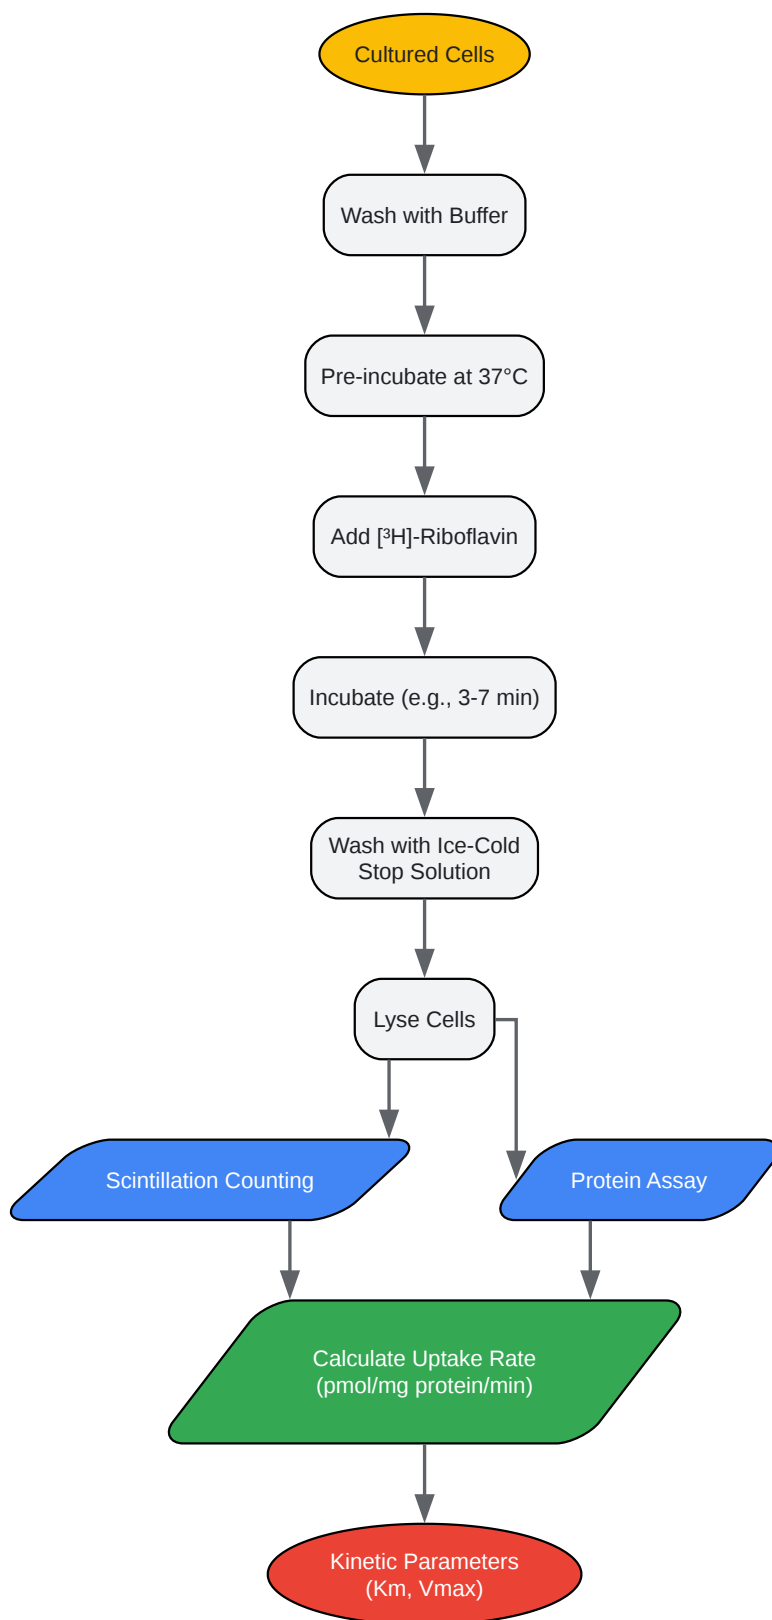 Cultured Cells
Wash with Buffer
Pre-incubate at 37°C
Add [³H]-Riboflavin
Incubate (e.g., 3-7 min)
Wash with Ice-Cold
Stop Solution
Lyse Cells
Scintillation Counting
Protein Assay
Calculate Uptake Rate
(pmol/mg protein/min)
Kinetic Parameters
(Km, Vmax)